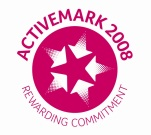 ACTIVEMARK 2008
REWARDING COMMITMENT